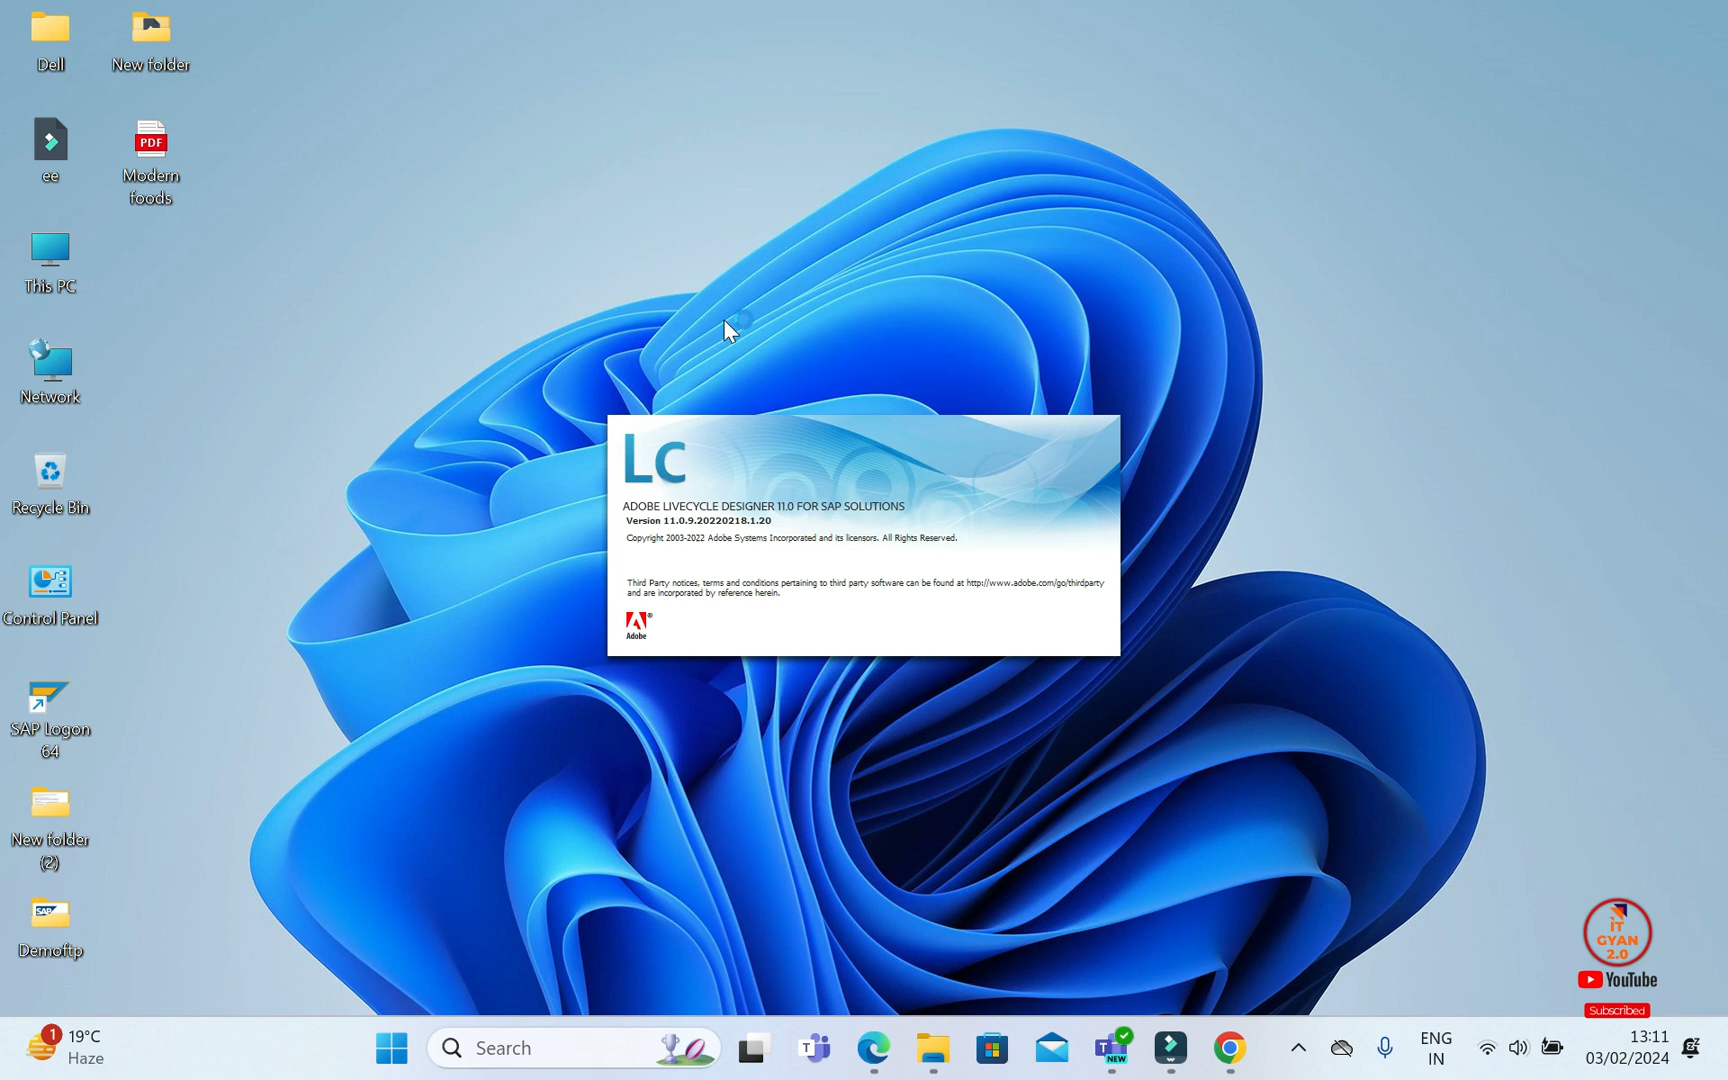 Dell
New folder
ee
PDF
Modern
foods
This PC
Network
Recycle Bin
Control Panel
SAP Logon
64
New folder
(2)
SAP
Demoftp
LC
ADOBE LIVECYCLE DESIGNER 11.0 FOR SAP SOLUTIONS
Version 11.0.9.20220218.1.20
Copyright 2003-2022 Adobe Systems Incorporated and its licensors. All Rights Reserved.
Third Party notices, terms and conditions pertaining to third party software can be found at http://www.adobe.com/go/thirdparty
and are incorporated by reference herein.
Adobe
IT
GYAN
2.0
YouTube
Subscribed
1
19°C
Haze
Search
T
T
NEW
ENG
IN
13:11
03/02/2024